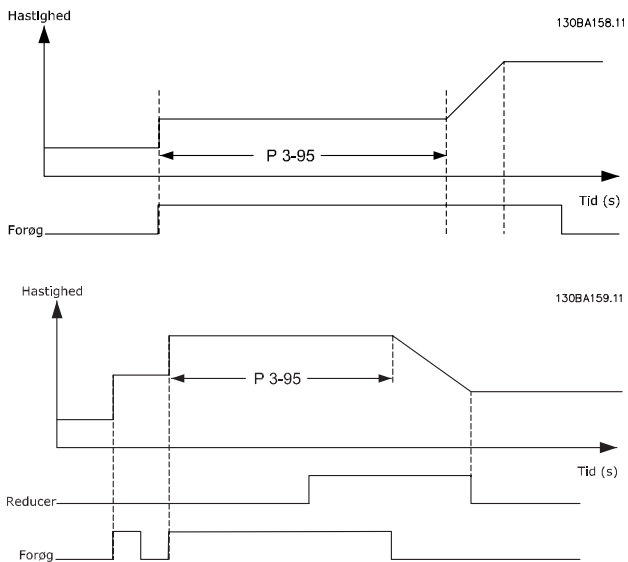 Hastighed
130BA158.11
P 3-95
Tid (s)
Forøg
Hastighed
130BA159.11
P 3-95
Tid (s)
Reducer
Forøg